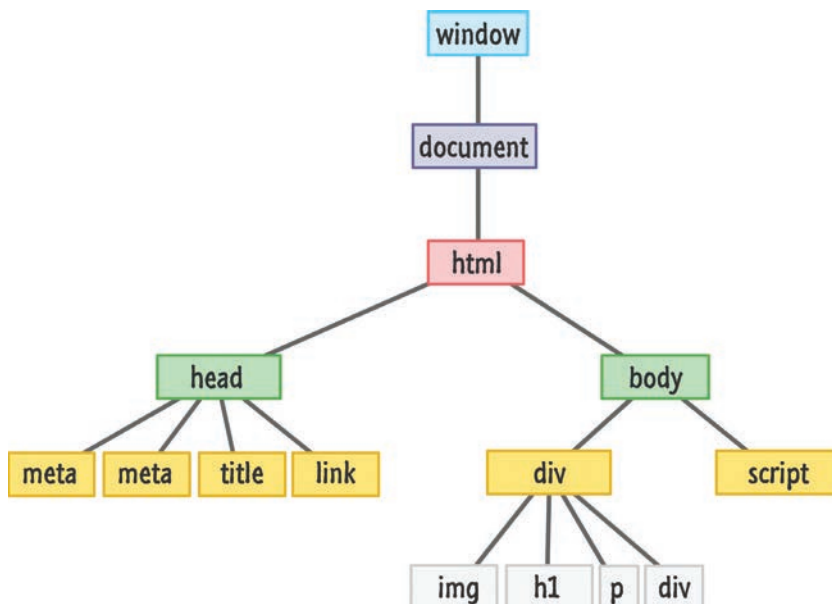 window
document
html
head body
meta meta title link div script
img h1 p div